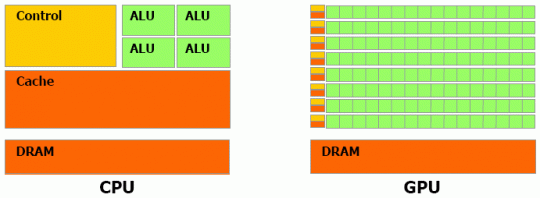 Control
ALU ALU
ALU ALU
Cache
DRAM
CPU
DRAM
GPU